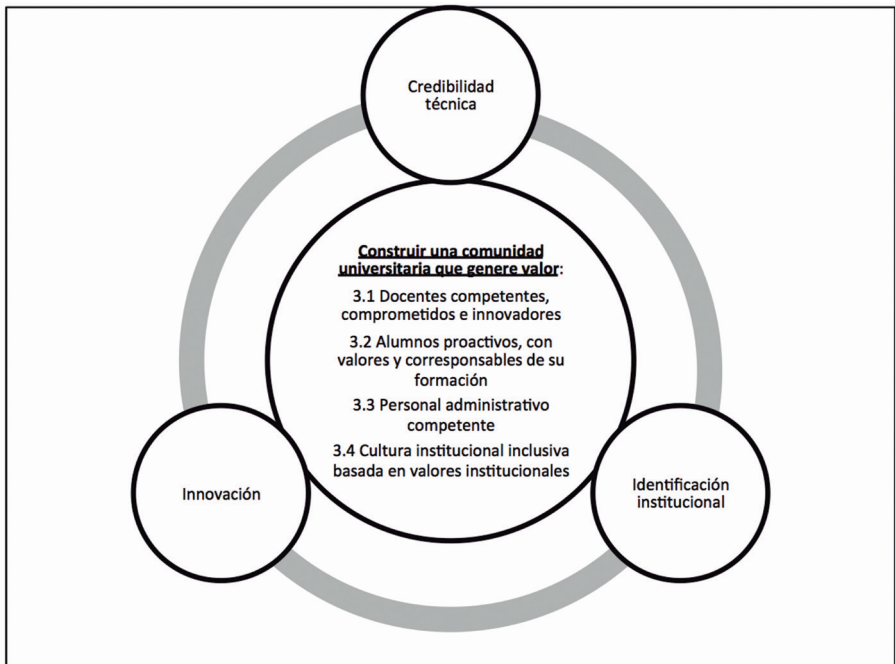 Credibilidad
técnica
Construir una comunidad
universitaria que genere valor:
3.1 Docentes competentes,
comprometidos e innovadores
3.2 Alumnos proactivos, con
valores y corresponsables de su
formación
3.3 Personal administrativo
competente
3.4 Cultura institucional inclusiva
basada en valores institucionales
Innovación
Identificación
institucional